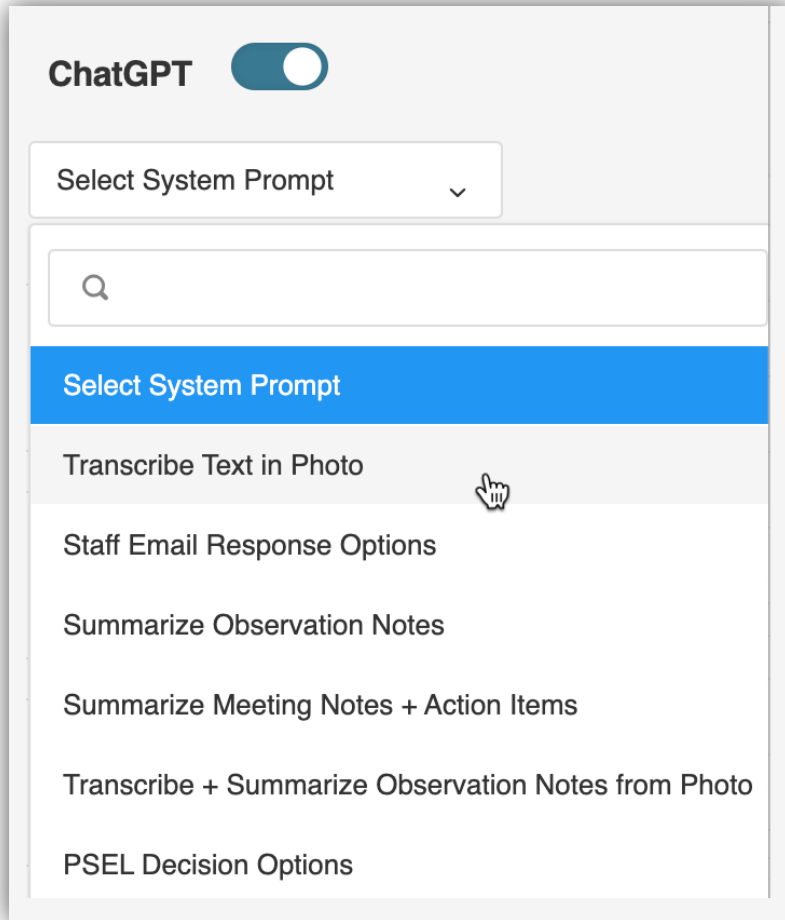 ChatGPT
Select System Prompt
Select System Prompt
Transcribe Text in Photo
Staff Email Response Options
Summarize Observation Notes
Summarize Meeting Notes + Action Items
Transcribe + Summarize Observation Notes from Photo
PSEL Decision Options